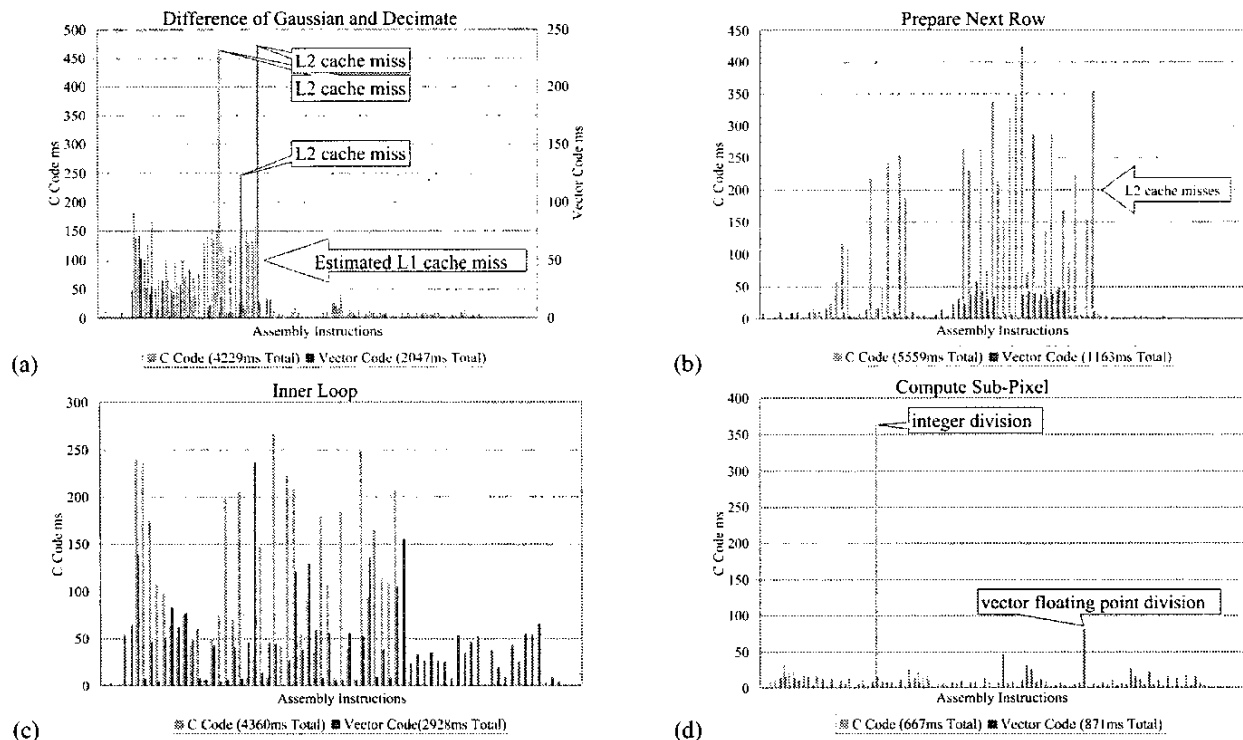 Difference of Gaussian and Decimate
500
450
400
350
300
250
200
150
100
50
0
C Code ms
250
200
150
100
50
0
Vector Code ms
L2 cache miss
L2 cache miss
L2 cache miss
Estimated L1 cache miss
Assembly Instructions
C Code (4229ms Total) Vector Code (2047ms Total)
(a)
Prepare Next Row
450
400
350
300
250
200
150
100
50
0
C Code ms
L2 cache misses
Assembly Instructions
C Code (5559ms Total) Vector Code (1163ms Total)
(b)
Inner Loop
300
250
200
150
100
50
0
C Code ms
Assembly Instructions
C Code (4360ms Total) Vector Code(2928ms Total)
(c)
Compute Sub-Pixel
400
350
300
250
200
150
100
50
0
C Code ms
integer division
vector floating point division
Assembly Instructions
C Code (667ms Total) Vector Code (871ms Total)
(d)